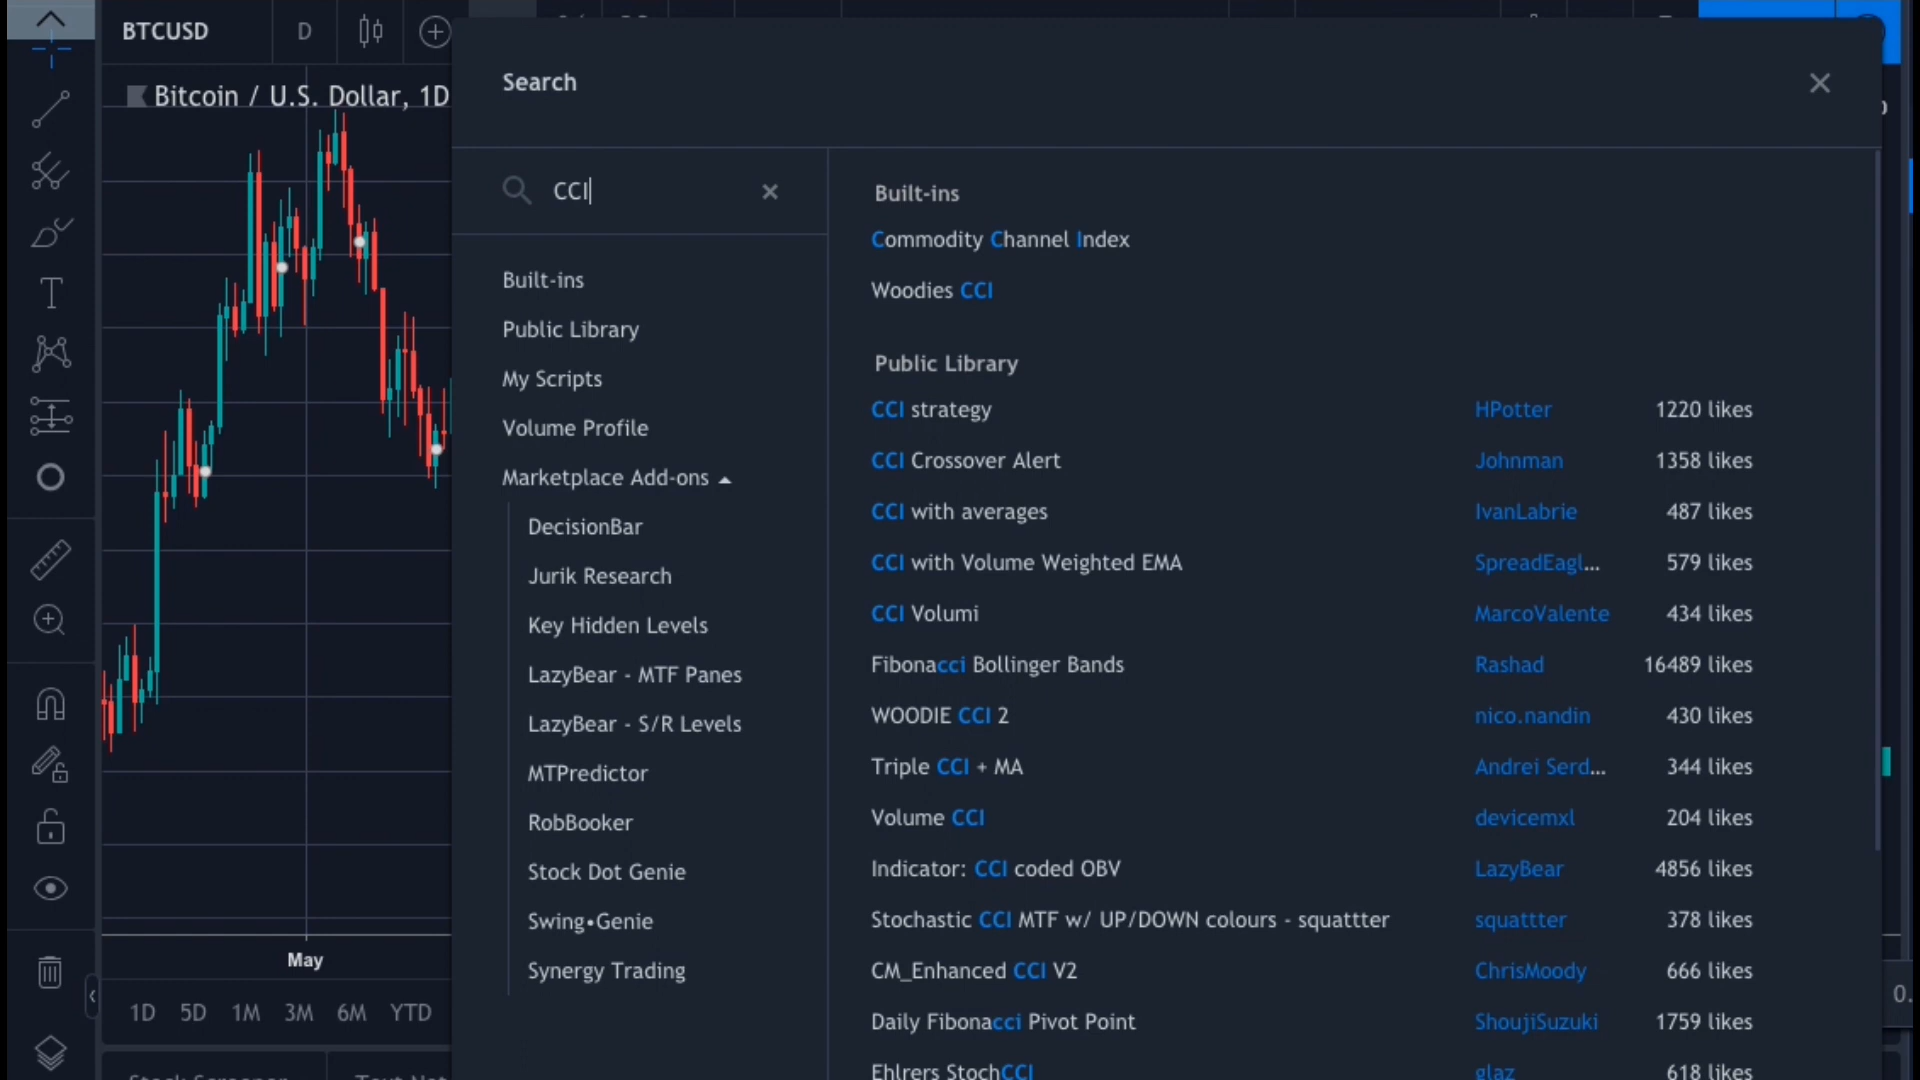 BTCUSD
D
Bitcoin / U.S. Dollar, 1D
Search
CCI
Built-ins
Public Library
My Scripts
Volume Profile
Marketplace Add-ons
DecisionBar
Jurik Research
Key Hidden Levels
LazyBear - MTF Panes
LazyBear - S/R Levels
MTPredictor
RobBooker
Stock Dot Genie
Swing•Genie
Synergy Trading
Built-ins
Commodity Channel Index
Woodies CCI
Public Library
CCI strategy HPotter 1220 likes
CCI Crossover Alert Johnman 1358 likes
CCI with averages IvanLabrie 487 likes
CCI with Volume Weighted EMA SpreadEagl... 579 likes
CCI Volumi MarcoValente 434 likes
Fibonacci Bollinger Bands Rashad 16489 likes
WOODIE CCI 2 nico.nandin 430 likes
Triple CCI + MA Andrei Serd... 344 likes
Volume CCI devicemxl 204 likes
Indicator: CCI coded OBV LazyBear 4856 likes
Stochastic CCI MTF w/ UP/DOWN colours - squattter squattter 378 likes
CM_Enhanced CCI V2 ChrisMoody 666 likes
Daily Fibonacci Pivot Point ShoujiSuzuki 1759 likes
Ehlrers StochCCI glaz 618 likes
May
1D 5D 1M 3M 6M YTD
0.